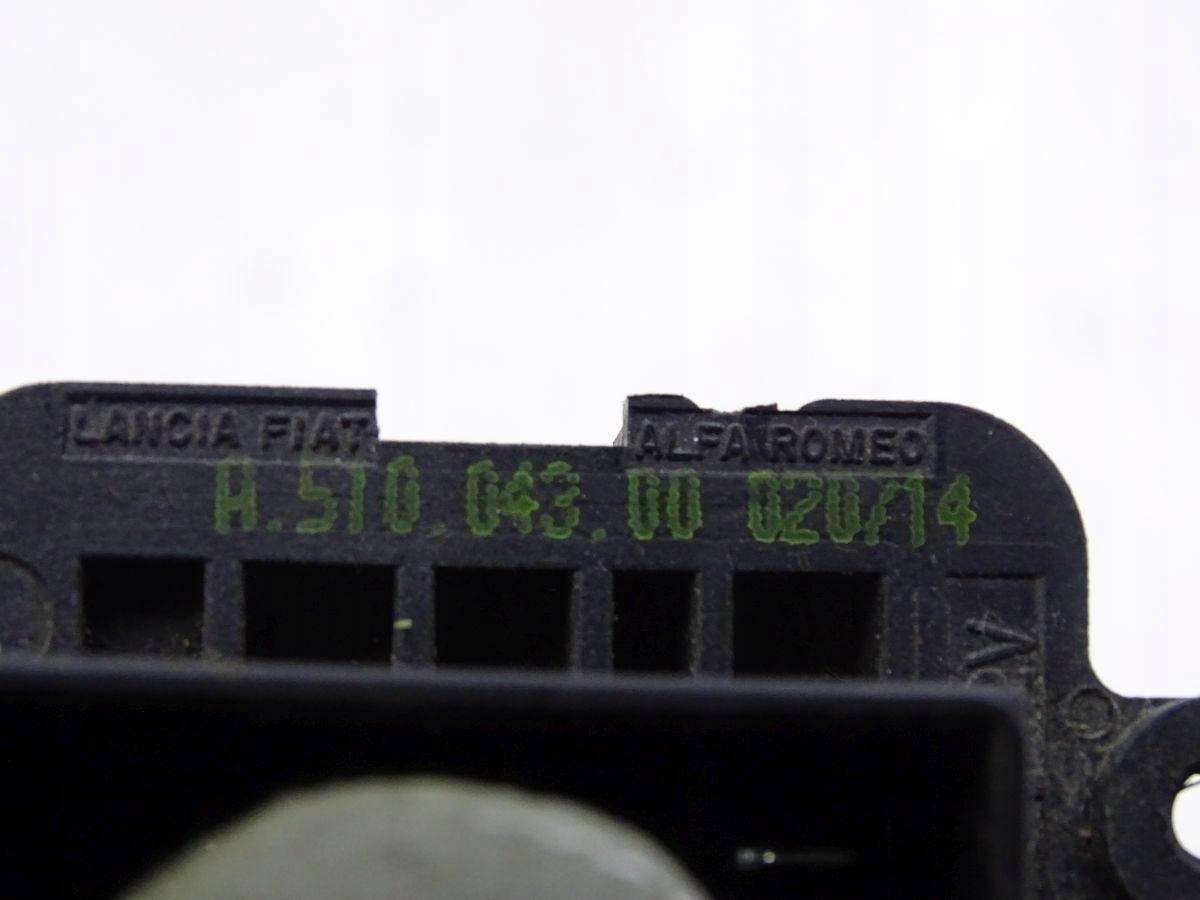 LANCIA FIAT
ALFA ROMEO
A.510.043.00 020/14